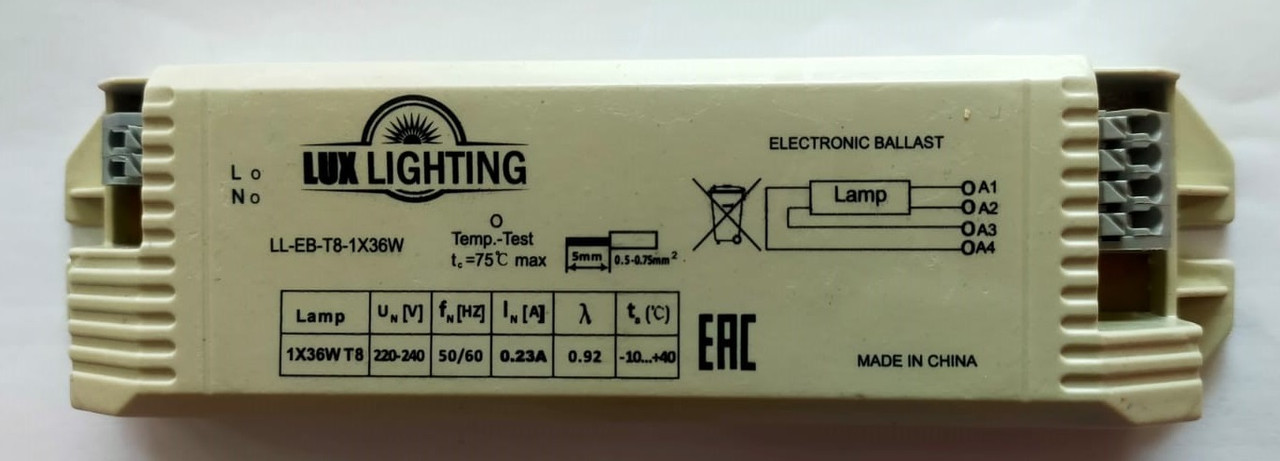 LUX LIGHTING
L o
N o
LL-EB-T8-1X36W
O
Temp.-Test
tc=75℃ max
5mm 0.5-0.75mm²
ELECTRONIC BALLAST
Lamp
A1
A2
A3
A4
Lamp UN [V] fN [HZ] IN [A] λ ta (℃)
1X36W T8 220-240 50/60 0.23A 0.92 -10...+40
EAC
MADE IN CHINA